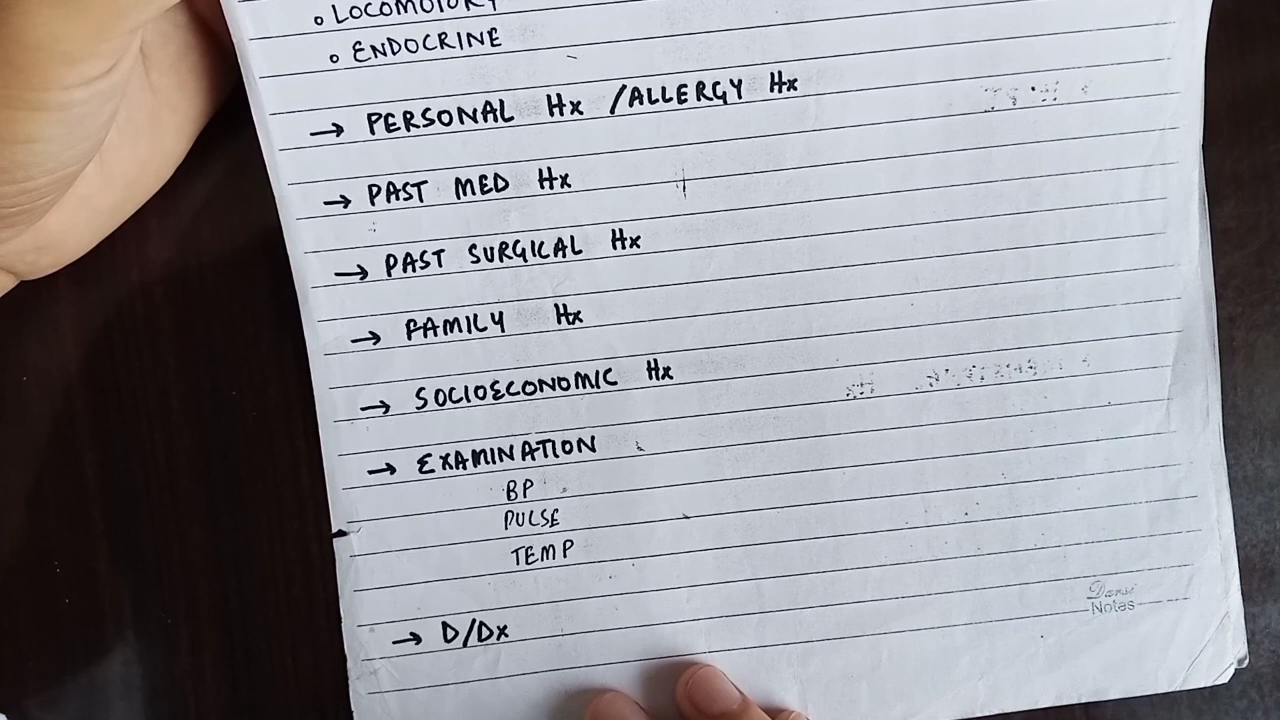 ◦ LOCOMOTORY
◦ ENDOCRINE
→ PERSONAL Hx /ALLERGY Hx
→ PAST MED Hx
→ PAST SURGICAL Hx
→ FAMILY Hx
→ SOCIOECONOMIC Hx
→ EXAMINATION
BP
PULSE
TEMP
→ D/Dx
Notes